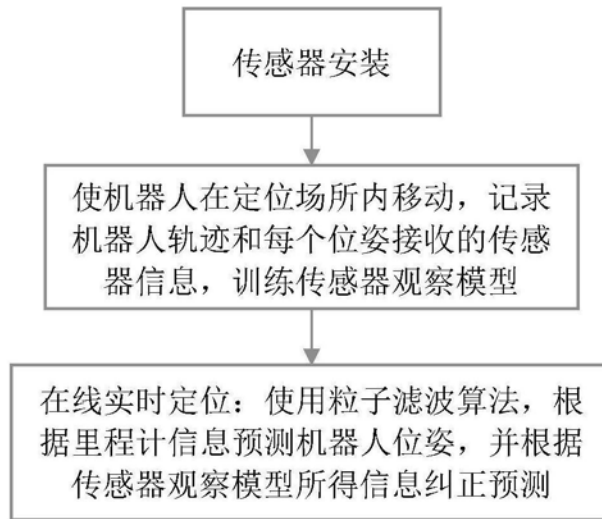 传感器安装
使机器人在定位场所内移动，记录
机器人轨迹和每个位姿接收的传感
器信息，训练传感器观察模型
在线实时定位：使用粒子滤波算法，根
据里程计信息预测机器人位姿，并根据
传感器观察模型所得信息纠正预测